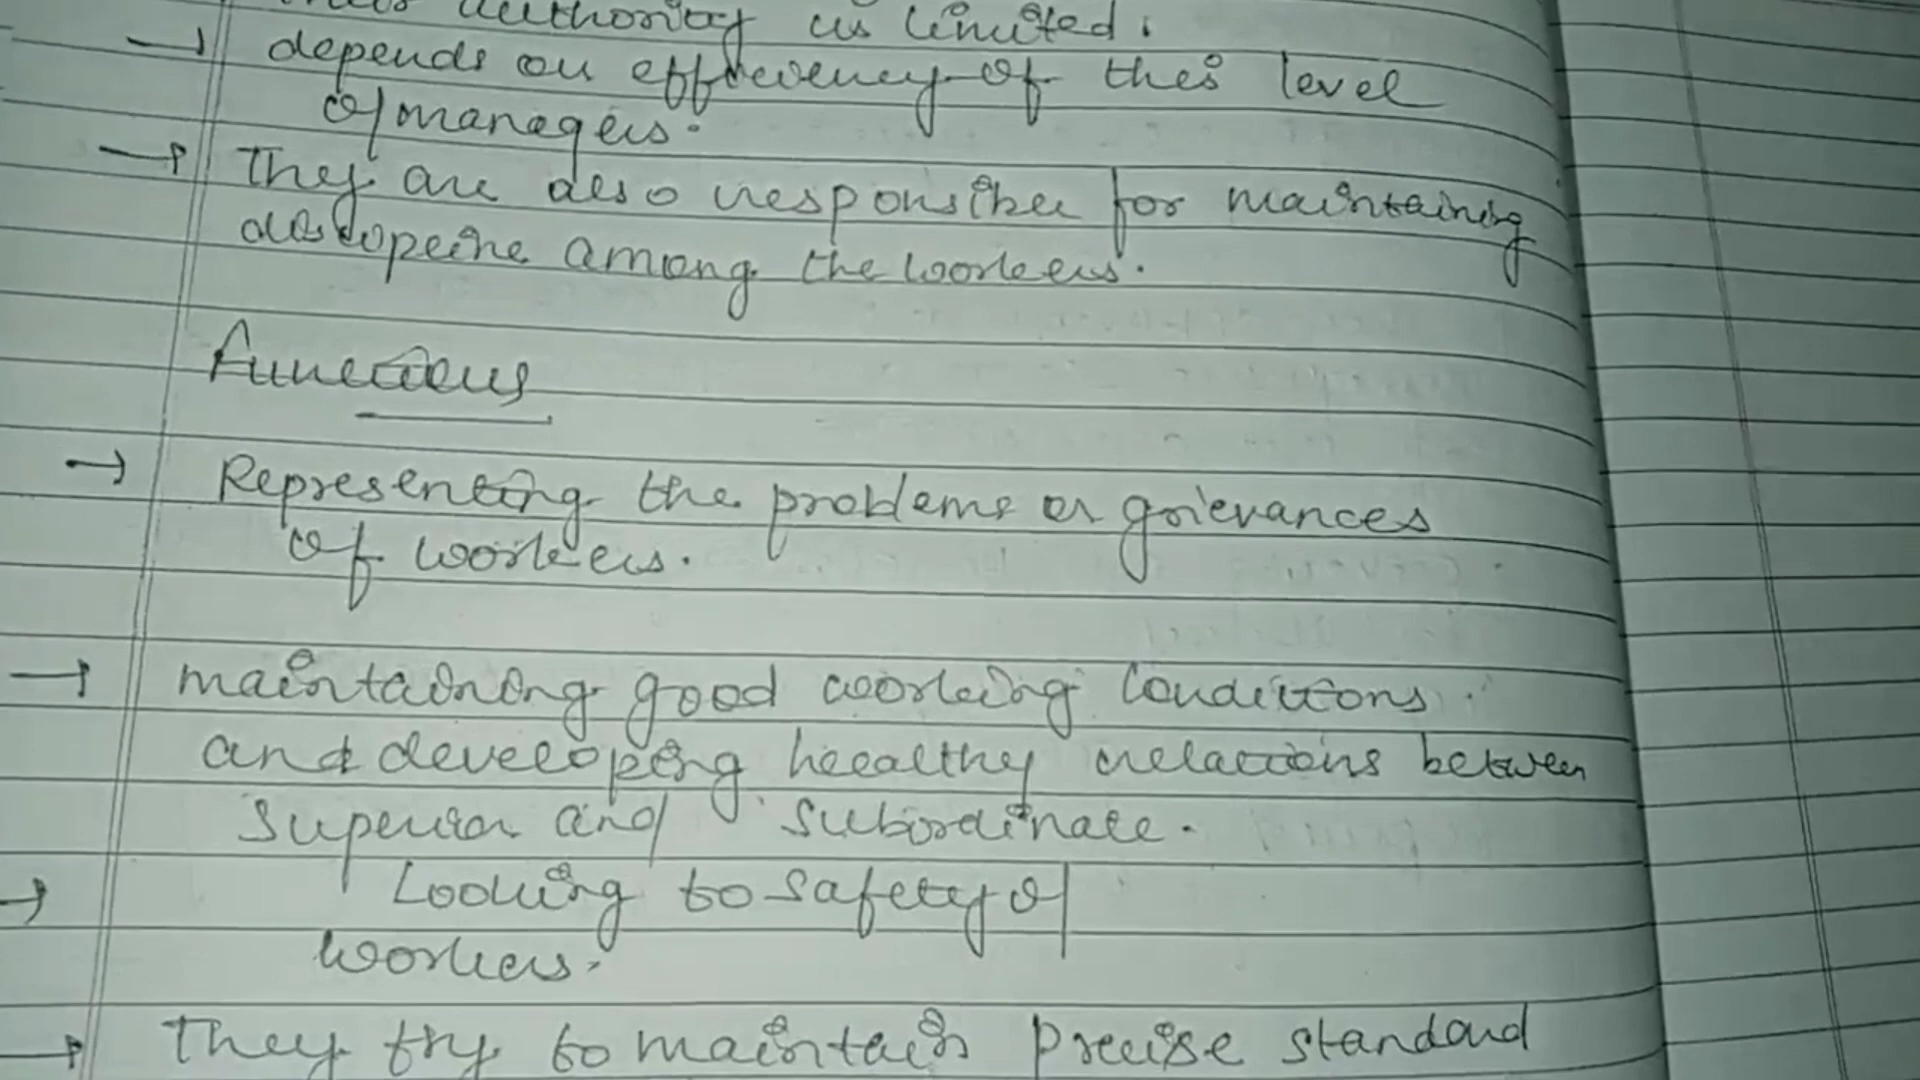 authority is limited.
→ depends on efficiency of this level
of managers.
→ They are also responsible for maintaining
discipline among the workers.
Functions
→ Representing the problems or grievances
of workers.
→ maintaining good working conditions
and developing heealthy relations between
superior and subordinate.
→ Looking to safety of
workers.
→ They try to maintain precise standard